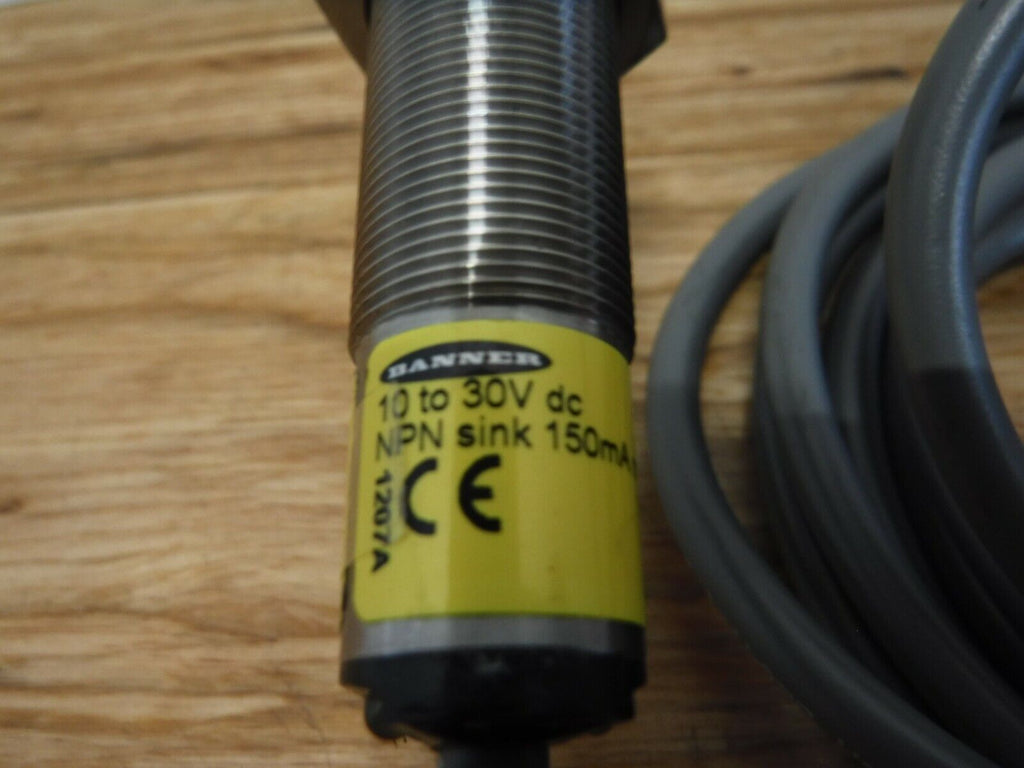 BANNER
10 to 30V dc
NPN sink 150mA
CE
1207A